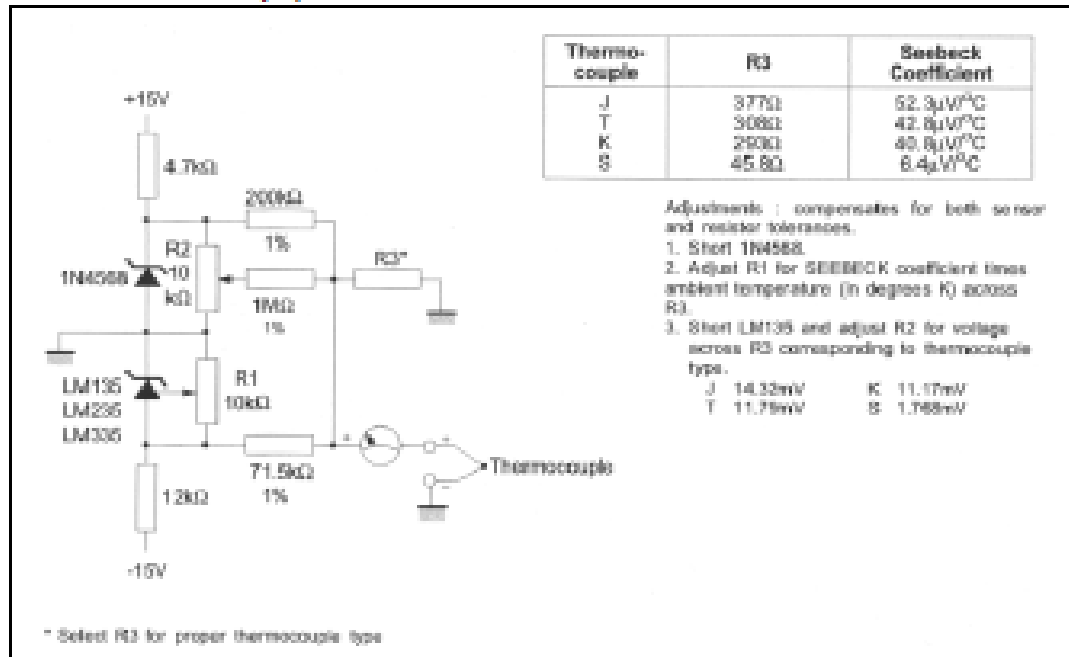 Thermo-
couple
R3
Seebeck
Coefficient
J 377Ω 52.3µV/°C
T 308Ω 42.8µV/°C
K 293Ω 40.8µV/°C
S 45.8Ω 6.4µV/°C
+15V
4.7kΩ
200kΩ
1%
R2
10
kΩ
1N4568
R3*
1MΩ
1%
LM135
LM235
LM335
R1
10kΩ
71.5kΩ
1%
12kΩ
-15V
+
+
-
Thermocouple
Adjustments : compensates for both sensor
and resistor tolerances.
1. Short 1N4568.
2. Adjust R1 for SEEBECK coefficient times
ambient temperature (in degrees K) across
R3.
3. Short LM135 and adjust R2 for voltage
across R3 corresponding to thermocouple
type.
J 14.32mV K 11.17mV
T 11.79mV S 1.768mV
* Select R3 for proper thermocouple type